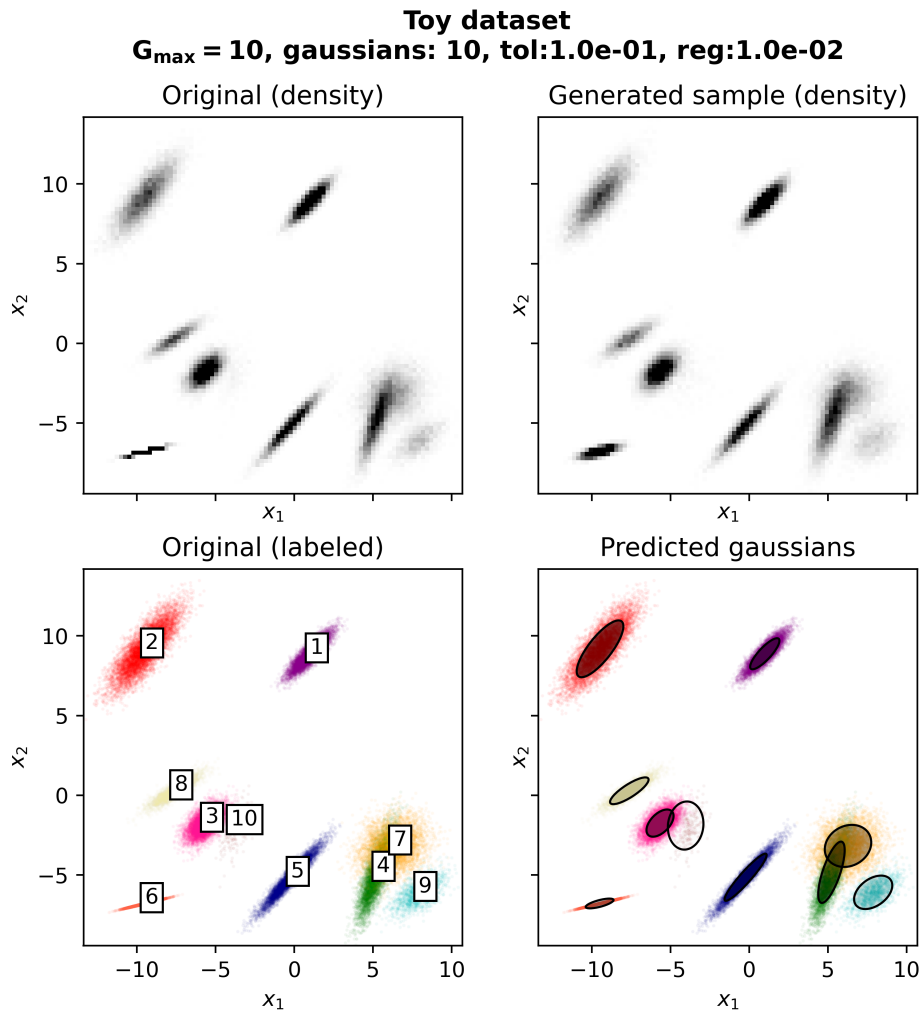 Toy dataset
G_max = 10, gaussians: 10, tol:1.0e-01, reg:1.0e-02
Original (density)
Generated sample (density)
10
5
0
−5
x₂
x₂
x₁
x₁
Original (labeled)
Predicted gaussians
10
5
0
−5
x₂
x₂
2
1
8
3
10
7
4
5
9
6
−10
−5
0
5
10
−10
−5
0
5
10
x₁
x₁